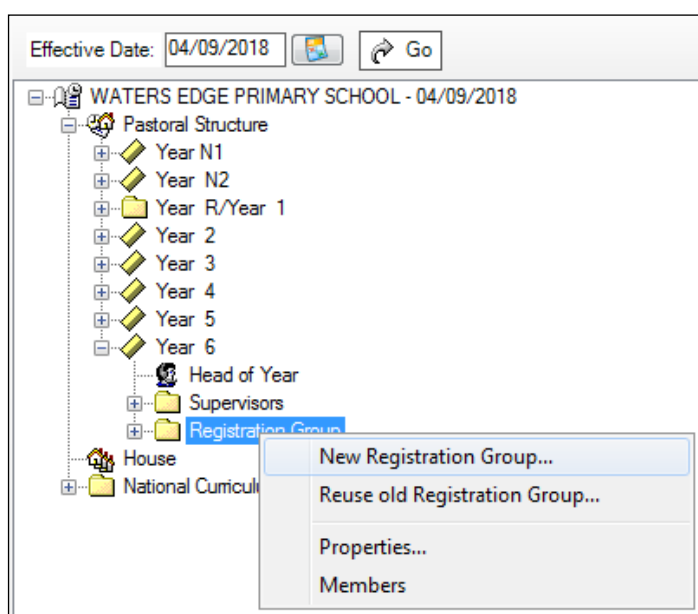 Effective Date: 04/09/2018 Go
WATERS EDGE PRIMARY SCHOOL - 04/09/2018
Pastoral Structure
Year N1
Year N2
Year R/Year 1
Year 2
Year 3
Year 4
Year 5
Year 6
Head of Year
Supervisors
Registration Group
House
National Curricul
New Registration Group...
Reuse old Registration Group...
Properties...
Members